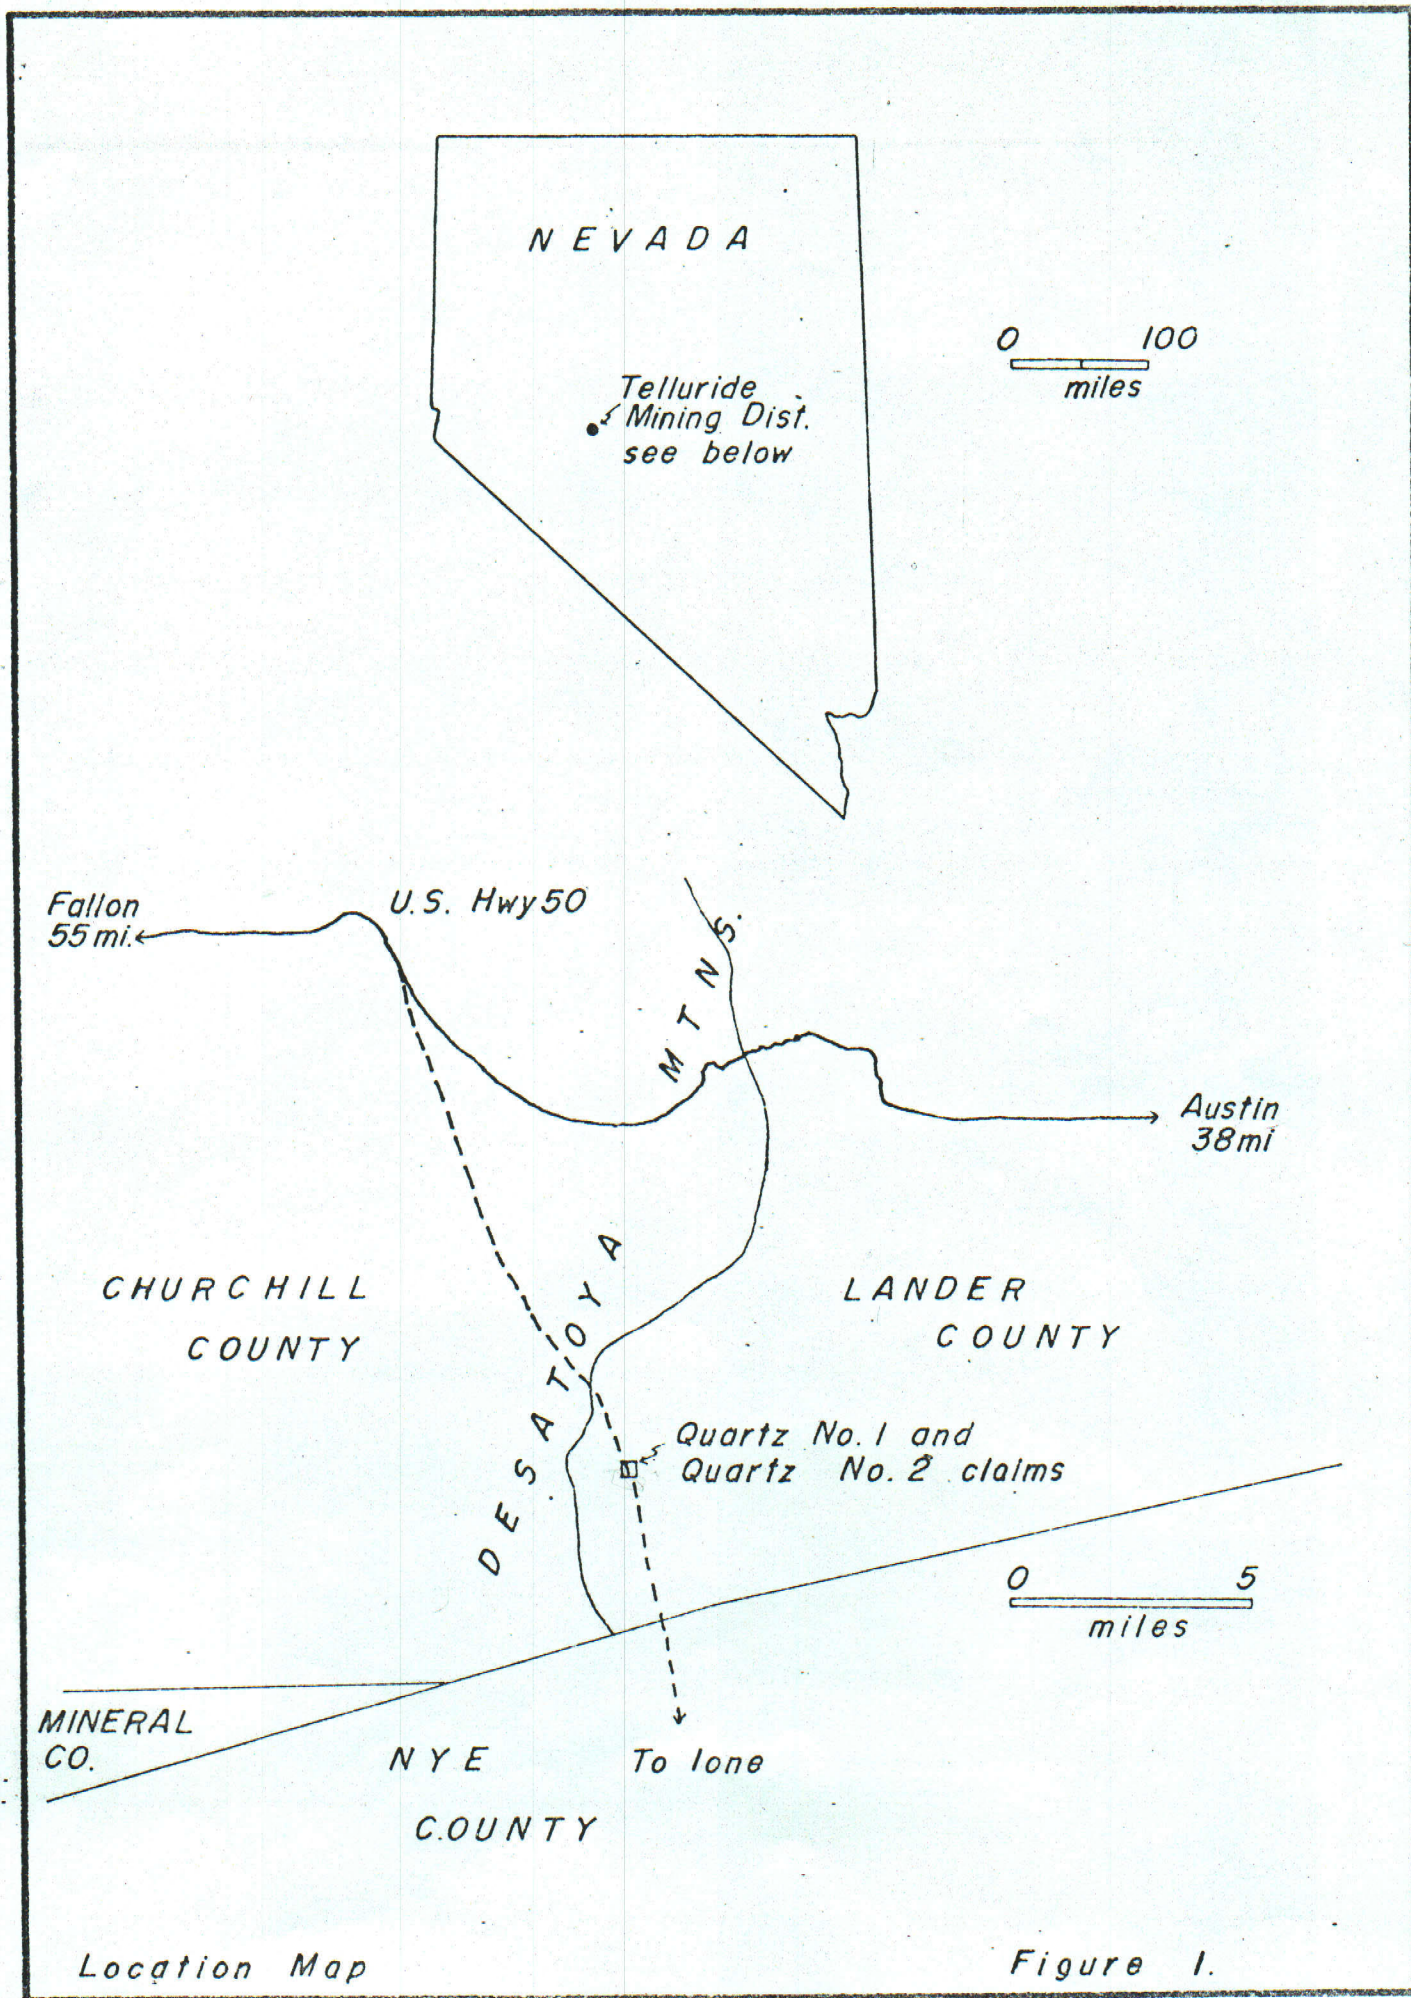 NEVADA
0 100
miles
Telluride
Mining Dist.
see below
Fallon
55 mi.
U.S. Hwy 50
DESATOYA MTNS.
Austin
38 mi
CHURCHILL
COUNTY
LANDER
COUNTY
Quartz No. 1 and
Quartz No. 2 claims
0 5
miles
MINERAL
CO.
NYE
COUNTY
To Ione
Location Map
Figure 1.